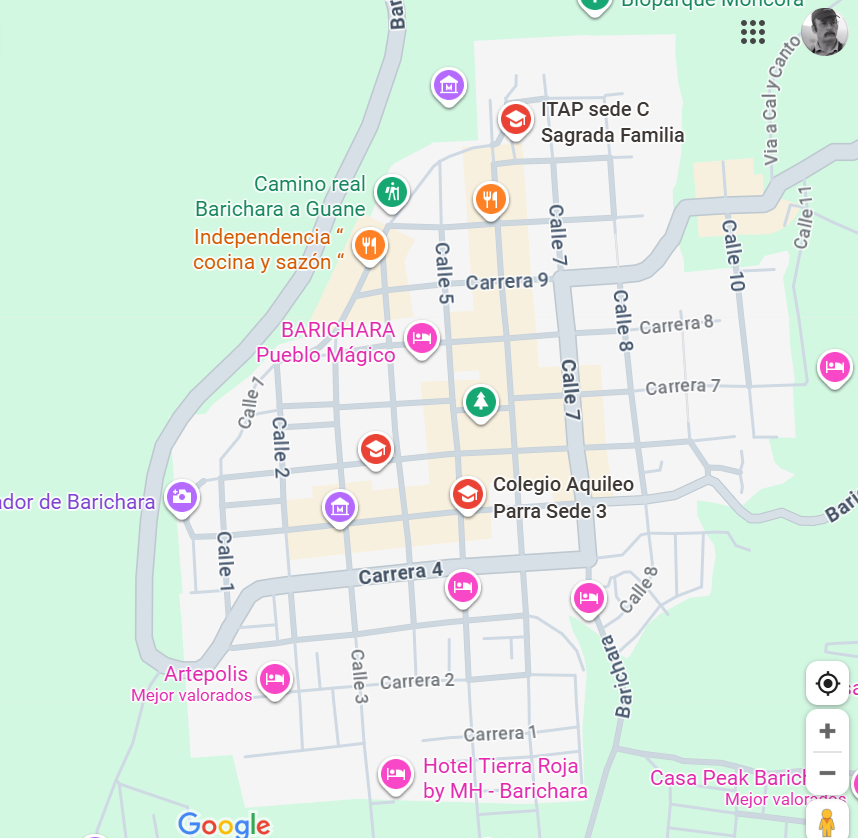 Bioparque Moncora
Bar
ITAP sede C
Sagrada Familia
Via a Cal y Canto
Camino real
Barichara a Guane
Independencia “
cocina y sazón “
Calle 11
Calle 7
Calle 10
Calle 5
Carrera 9
Calle 8
Carrera 8
BARICHARA
Pueblo Mágico
Calle 7
Carrera 7
Calle 1
Calle 2
ador de Barichara
Colegio Aquileo
Parra Sede 3
Bari
Calle 1
Carrera 4
Calle 8
Barichara
Calle 3
Artepolis
Mejor valorados
Carrera 2
Carrera 1
Hotel Tierra Roja
by MH - Barichara
Casa Peak Barich
Mejor valorados
Google